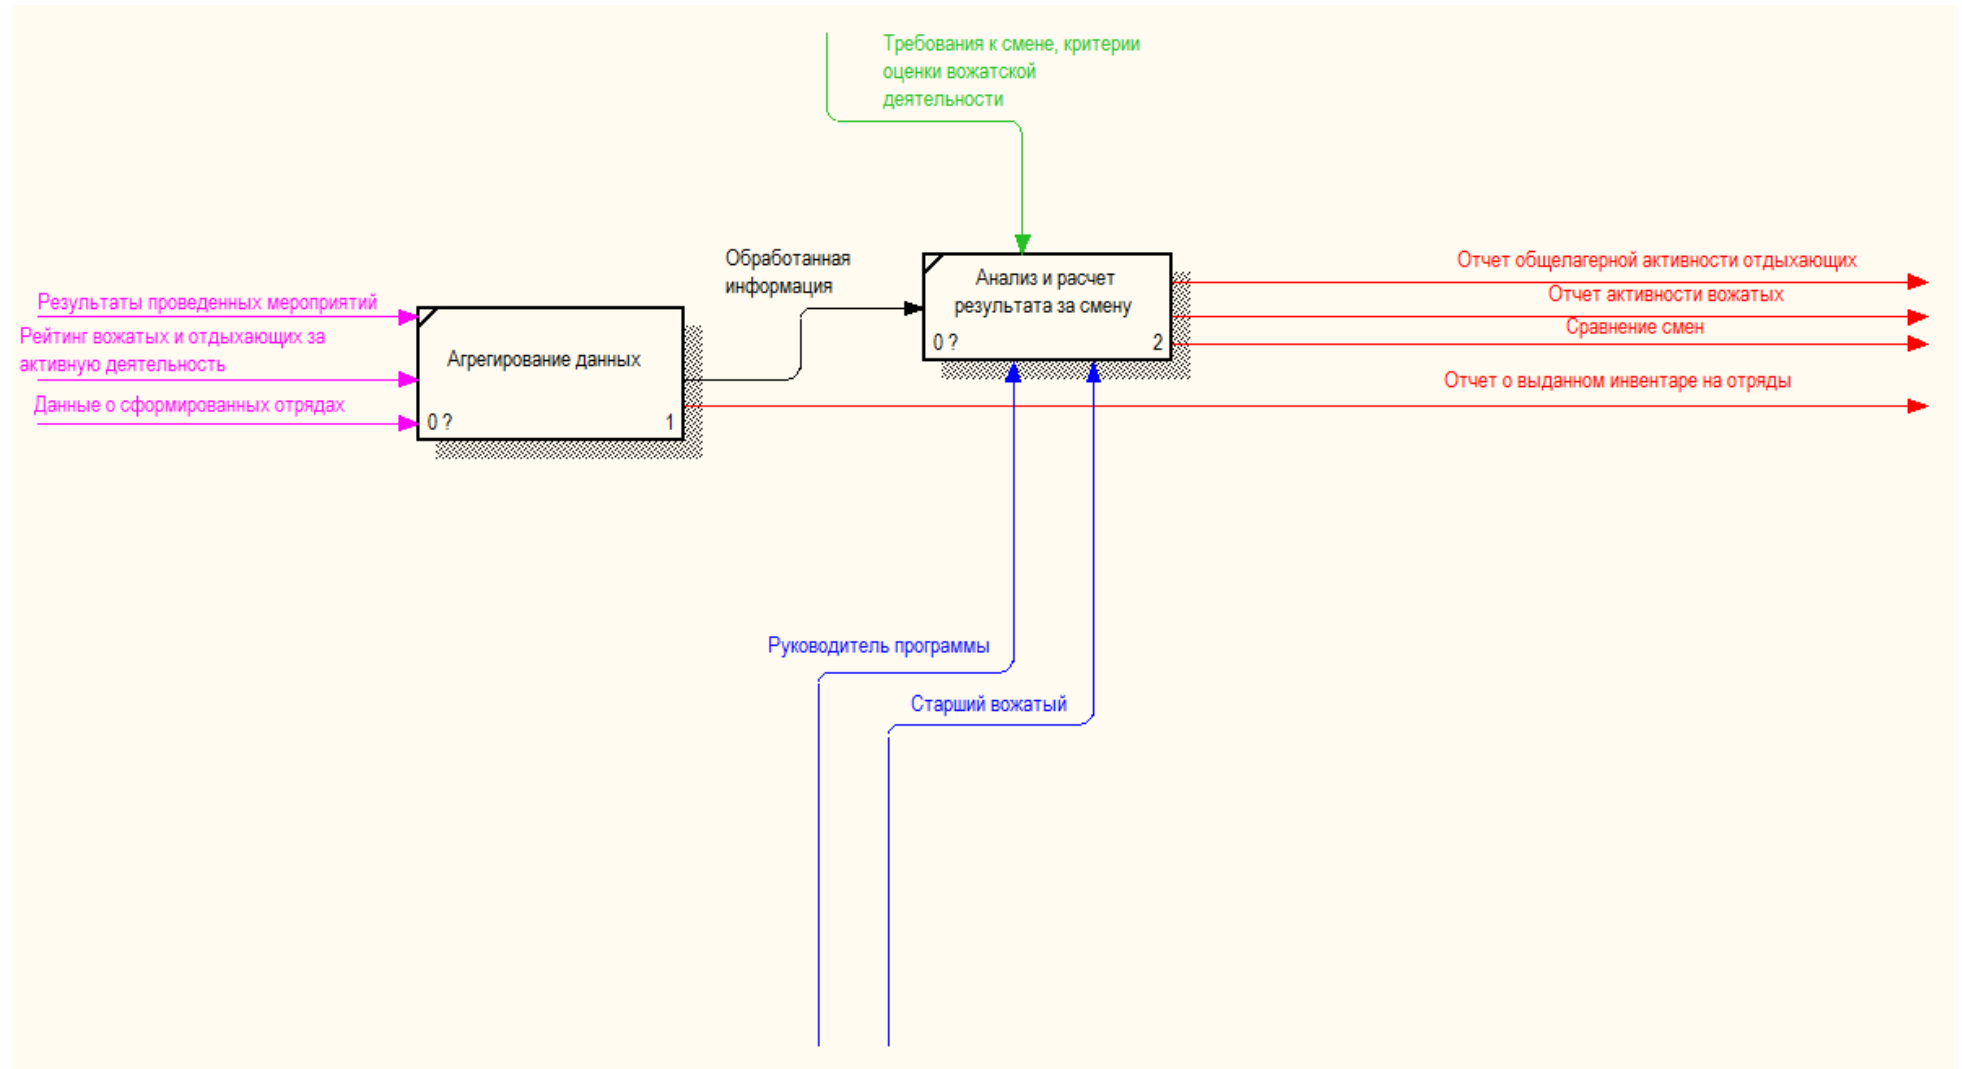 Требования к смене, критерии
оценки вожатской
деятельности
Обработанная
информация
Анализ и расчет
результата за смену
0 ?
2
Отчет общелагерной активности отдыхающих
Отчет активности вожатых
Сравнение смен
Отчет о выданном инвентаре на отряды
Результаты проведенных мероприятий
Рейтинг вожатых и отдыхающих за
активную деятельность
Данные о сформированных отрядах
Агрегирование данных
0 ?
1
Руководитель программы
Старший вожатый